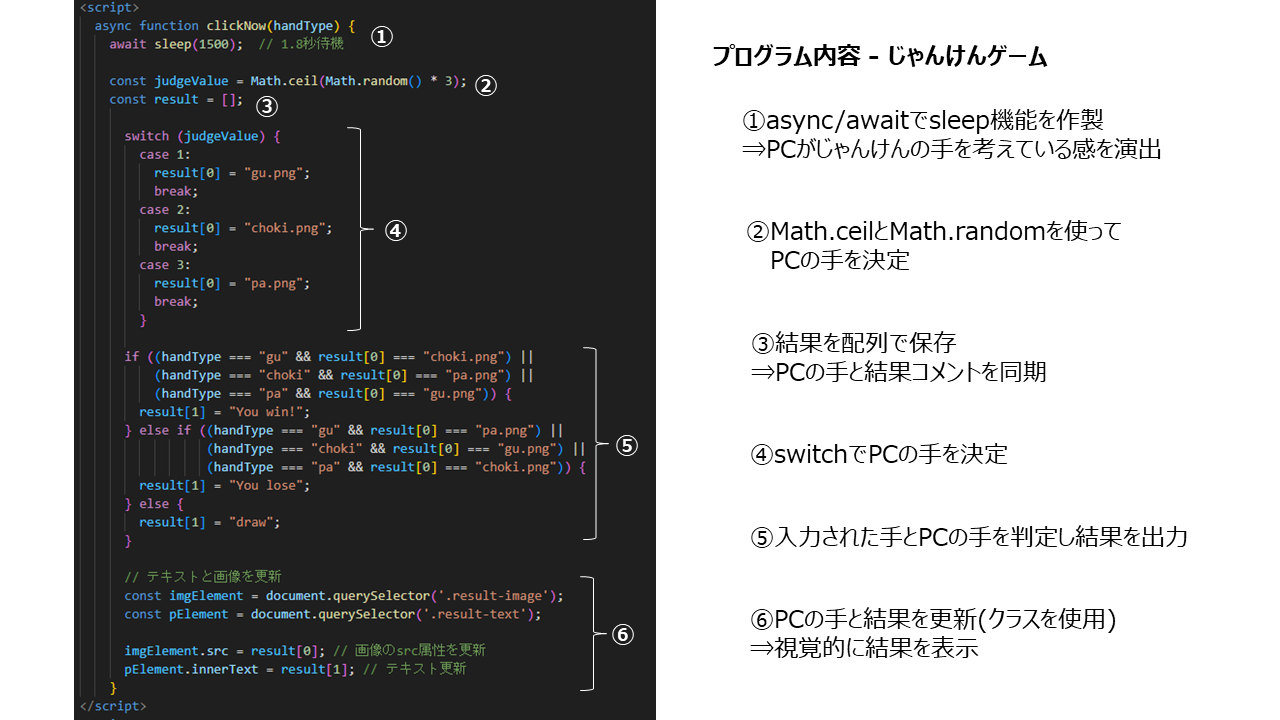 <script>
async function clickNow(handType) {
await sleep(1500);  // 1.8秒待機
①
const judgeValue = Math.ceil(Math.random() * 3);
②
const result = [];
③
switch (judgeValue) {
case 1:
result[0] = "gu.png";
break;
case 2:
result[0] = "choki.png";
break;
case 3:
result[0] = "pa.png";
break;
}
④
if ((handType === "gu" && result[0] === "choki.png") ||
(handType === "choki" && result[0] === "pa.png") ||
(handType === "pa" && result[0] === "gu.png")) {
result[1] = "You win!";
} else if ((handType === "gu" && result[0] === "pa.png") ||
(handType === "choki" && result[0] === "gu.png") ||
(handType === "pa" && result[0] === "choki.png")) {
result[1] = "You lose";
} else {
result[1] = "draw";
}
⑤
// テキストと画像を更新
const imgElement = document.querySelector('.result-image');
const pElement = document.querySelector('.result-text');
imgElement.src = result[0]; // 画像のsrc属性を更新
pElement.innerText = result[1]; // テキスト更新
}
⑥
</script>
プログラム内容 – じゃんけんゲーム
①async/awaitでsleep機能を作製
⇒PCがじゃんけんの手を考えている感を演出
②Math.ceilとMath.randomを使って
PCの手を決定
③結果を配列で保存
⇒PCの手と結果コメントを同期
④switchでPCの手を決定
⑤入力された手とPCの手を判定し結果を出力
⑥PCの手と結果を更新(クラスを使用)
⇒視覚的に結果を表示